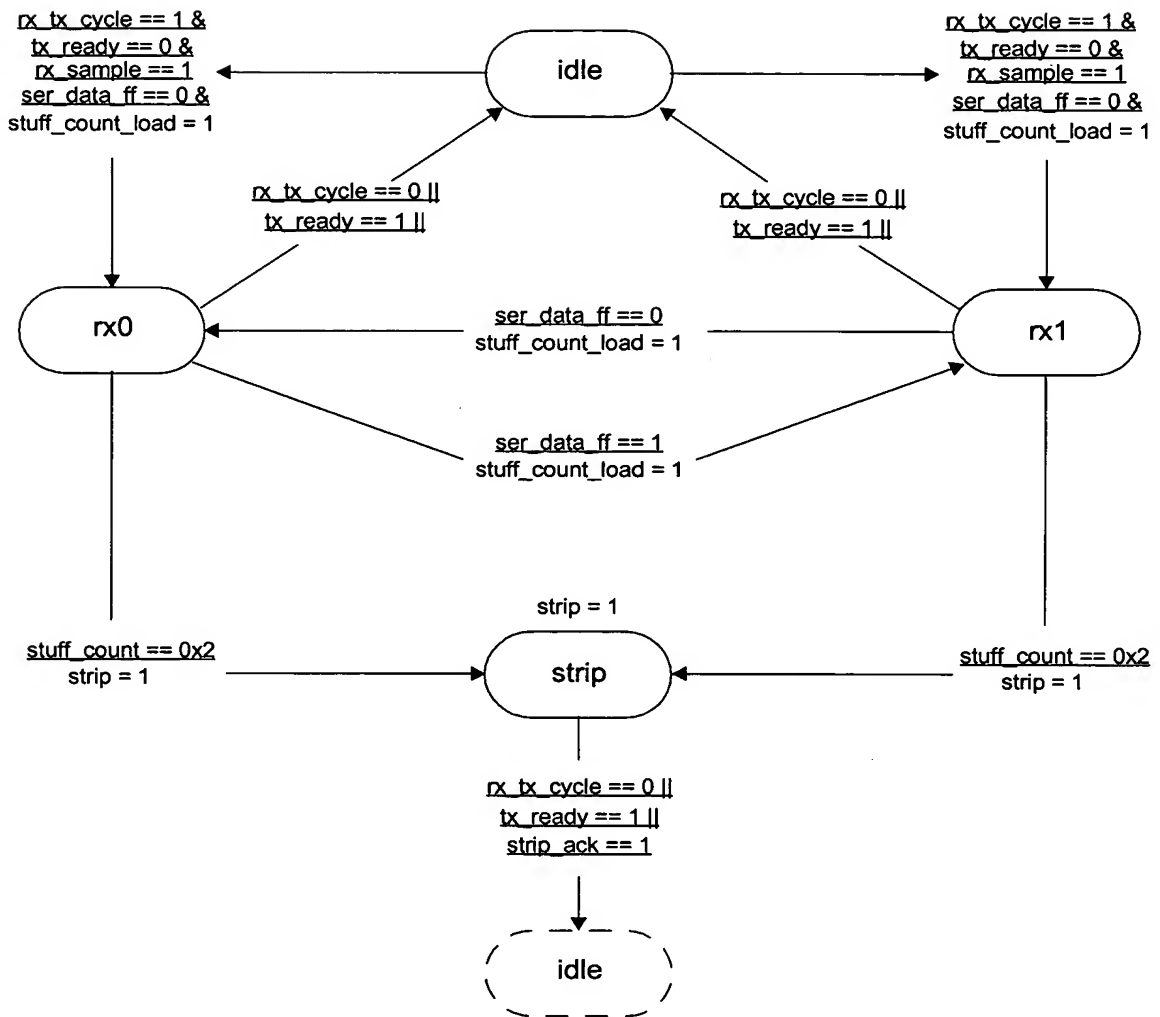 rx_tx_cycle == 1 &
tx_ready == 0 &
rx_sample == 1
ser_data_ff == 0 &
stuff_count_load = 1
idle
rx_tx_cycle == 1 &
tx_ready == 0 &
rx_sample == 1
ser_data_ff == 0 &
stuff_count_load = 1
rx_tx_cycle == 0 ||
tx_ready == 1 ||
rx_tx_cycle == 0 ||
tx_ready == 1 ||
rx0
ser_data_ff == 0
stuff_count_load = 1
rx1
ser_data_ff == 1
stuff_count_load = 1
strip = 1
stuff_count == 0x2
strip = 1
strip
stuff_count == 0x2
strip = 1
rx_tx_cycle == 0 ||
tx_ready == 1 ||
strip_ack == 1
idle